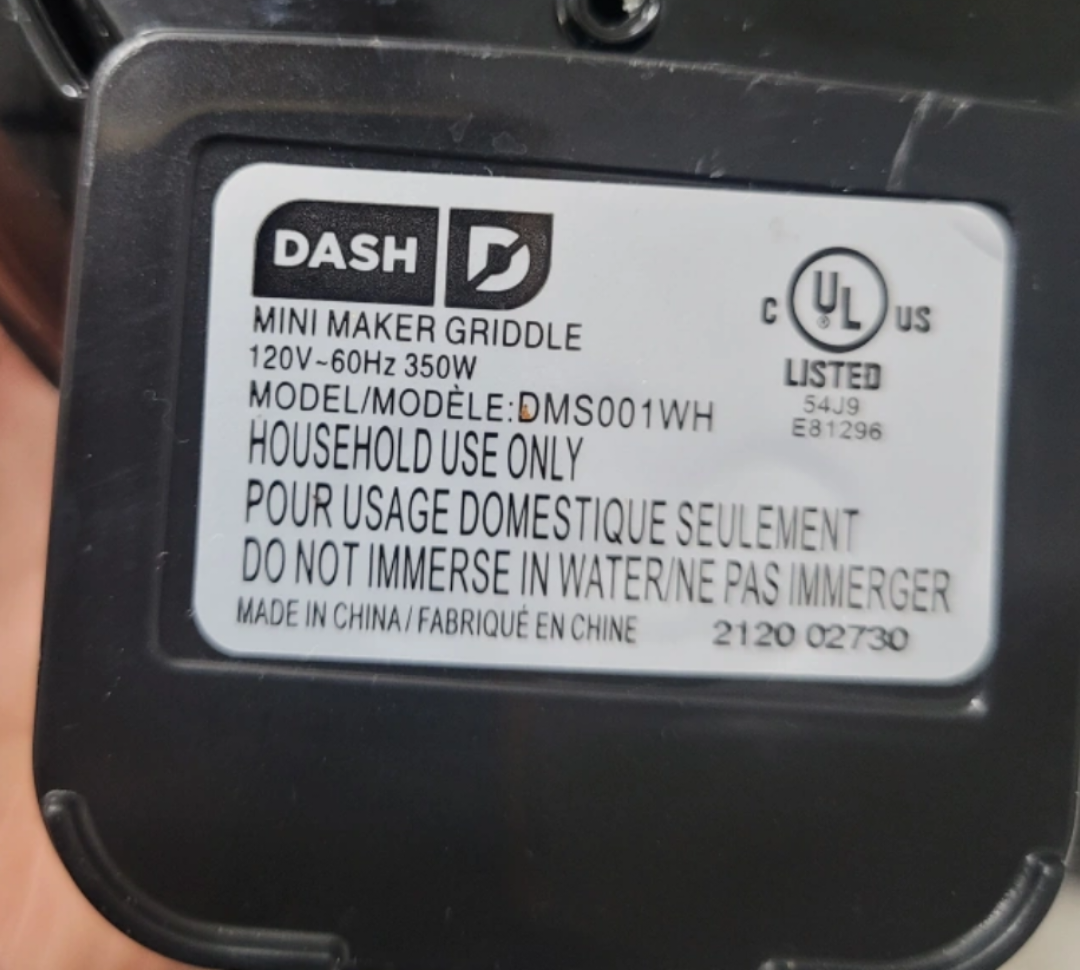 DASH D
MINI MAKER GRIDDLE
120V~60Hz 350W
MODEL/MODÈLE:DMS001WH
HOUSEHOLD USE ONLY
POUR USAGE DOMESTIQUE SEULEMENT
DO NOT IMMERSE IN WATER/NE PAS IMMERGER
MADE IN CHINA/FABRIQUÉ EN CHINE
2120 02730
C UL® US
LISTED
54J9
E81296